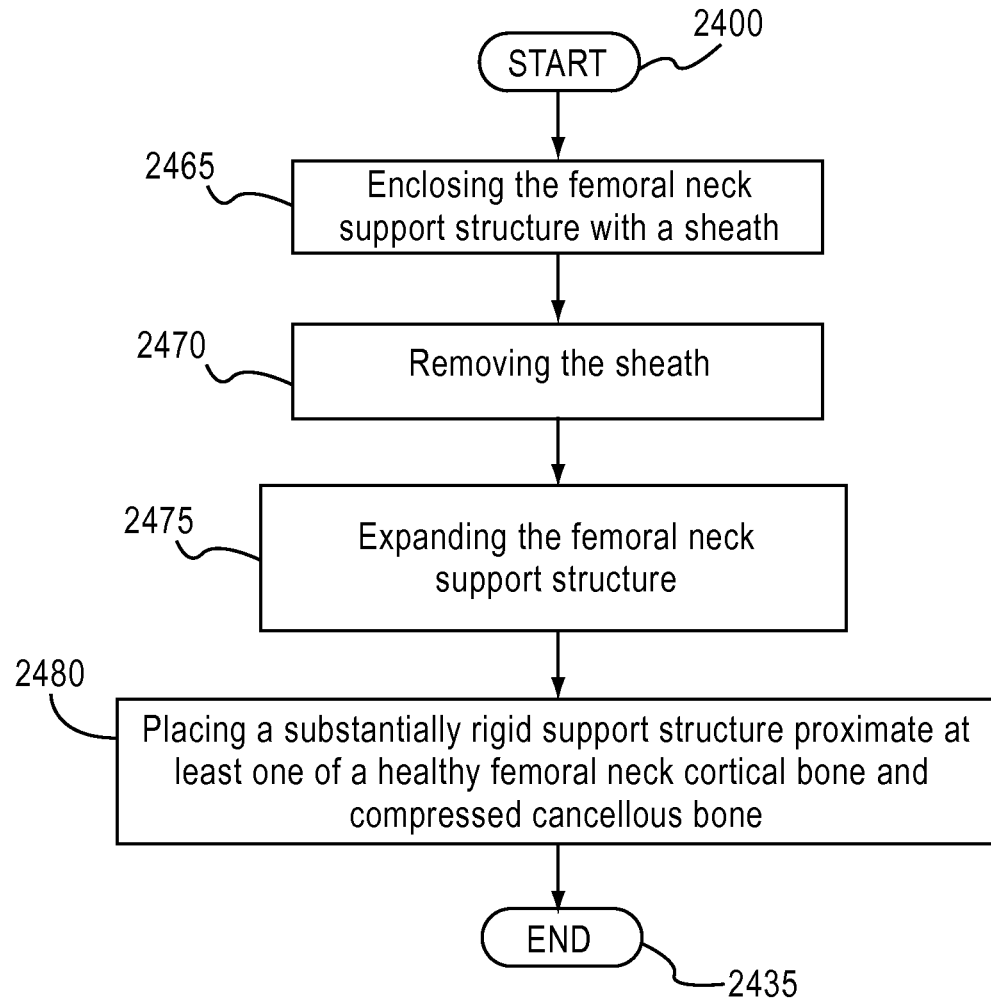 2400
START
2465
Enclosing the femoral neck
support structure with a sheath
2470
Removing the sheath
2475
Expanding the femoral neck
support structure
2480
Placing a substantially rigid support structure proximate at
least one of a healthy femoral neck cortical bone and
compressed cancellous bone
END
2435